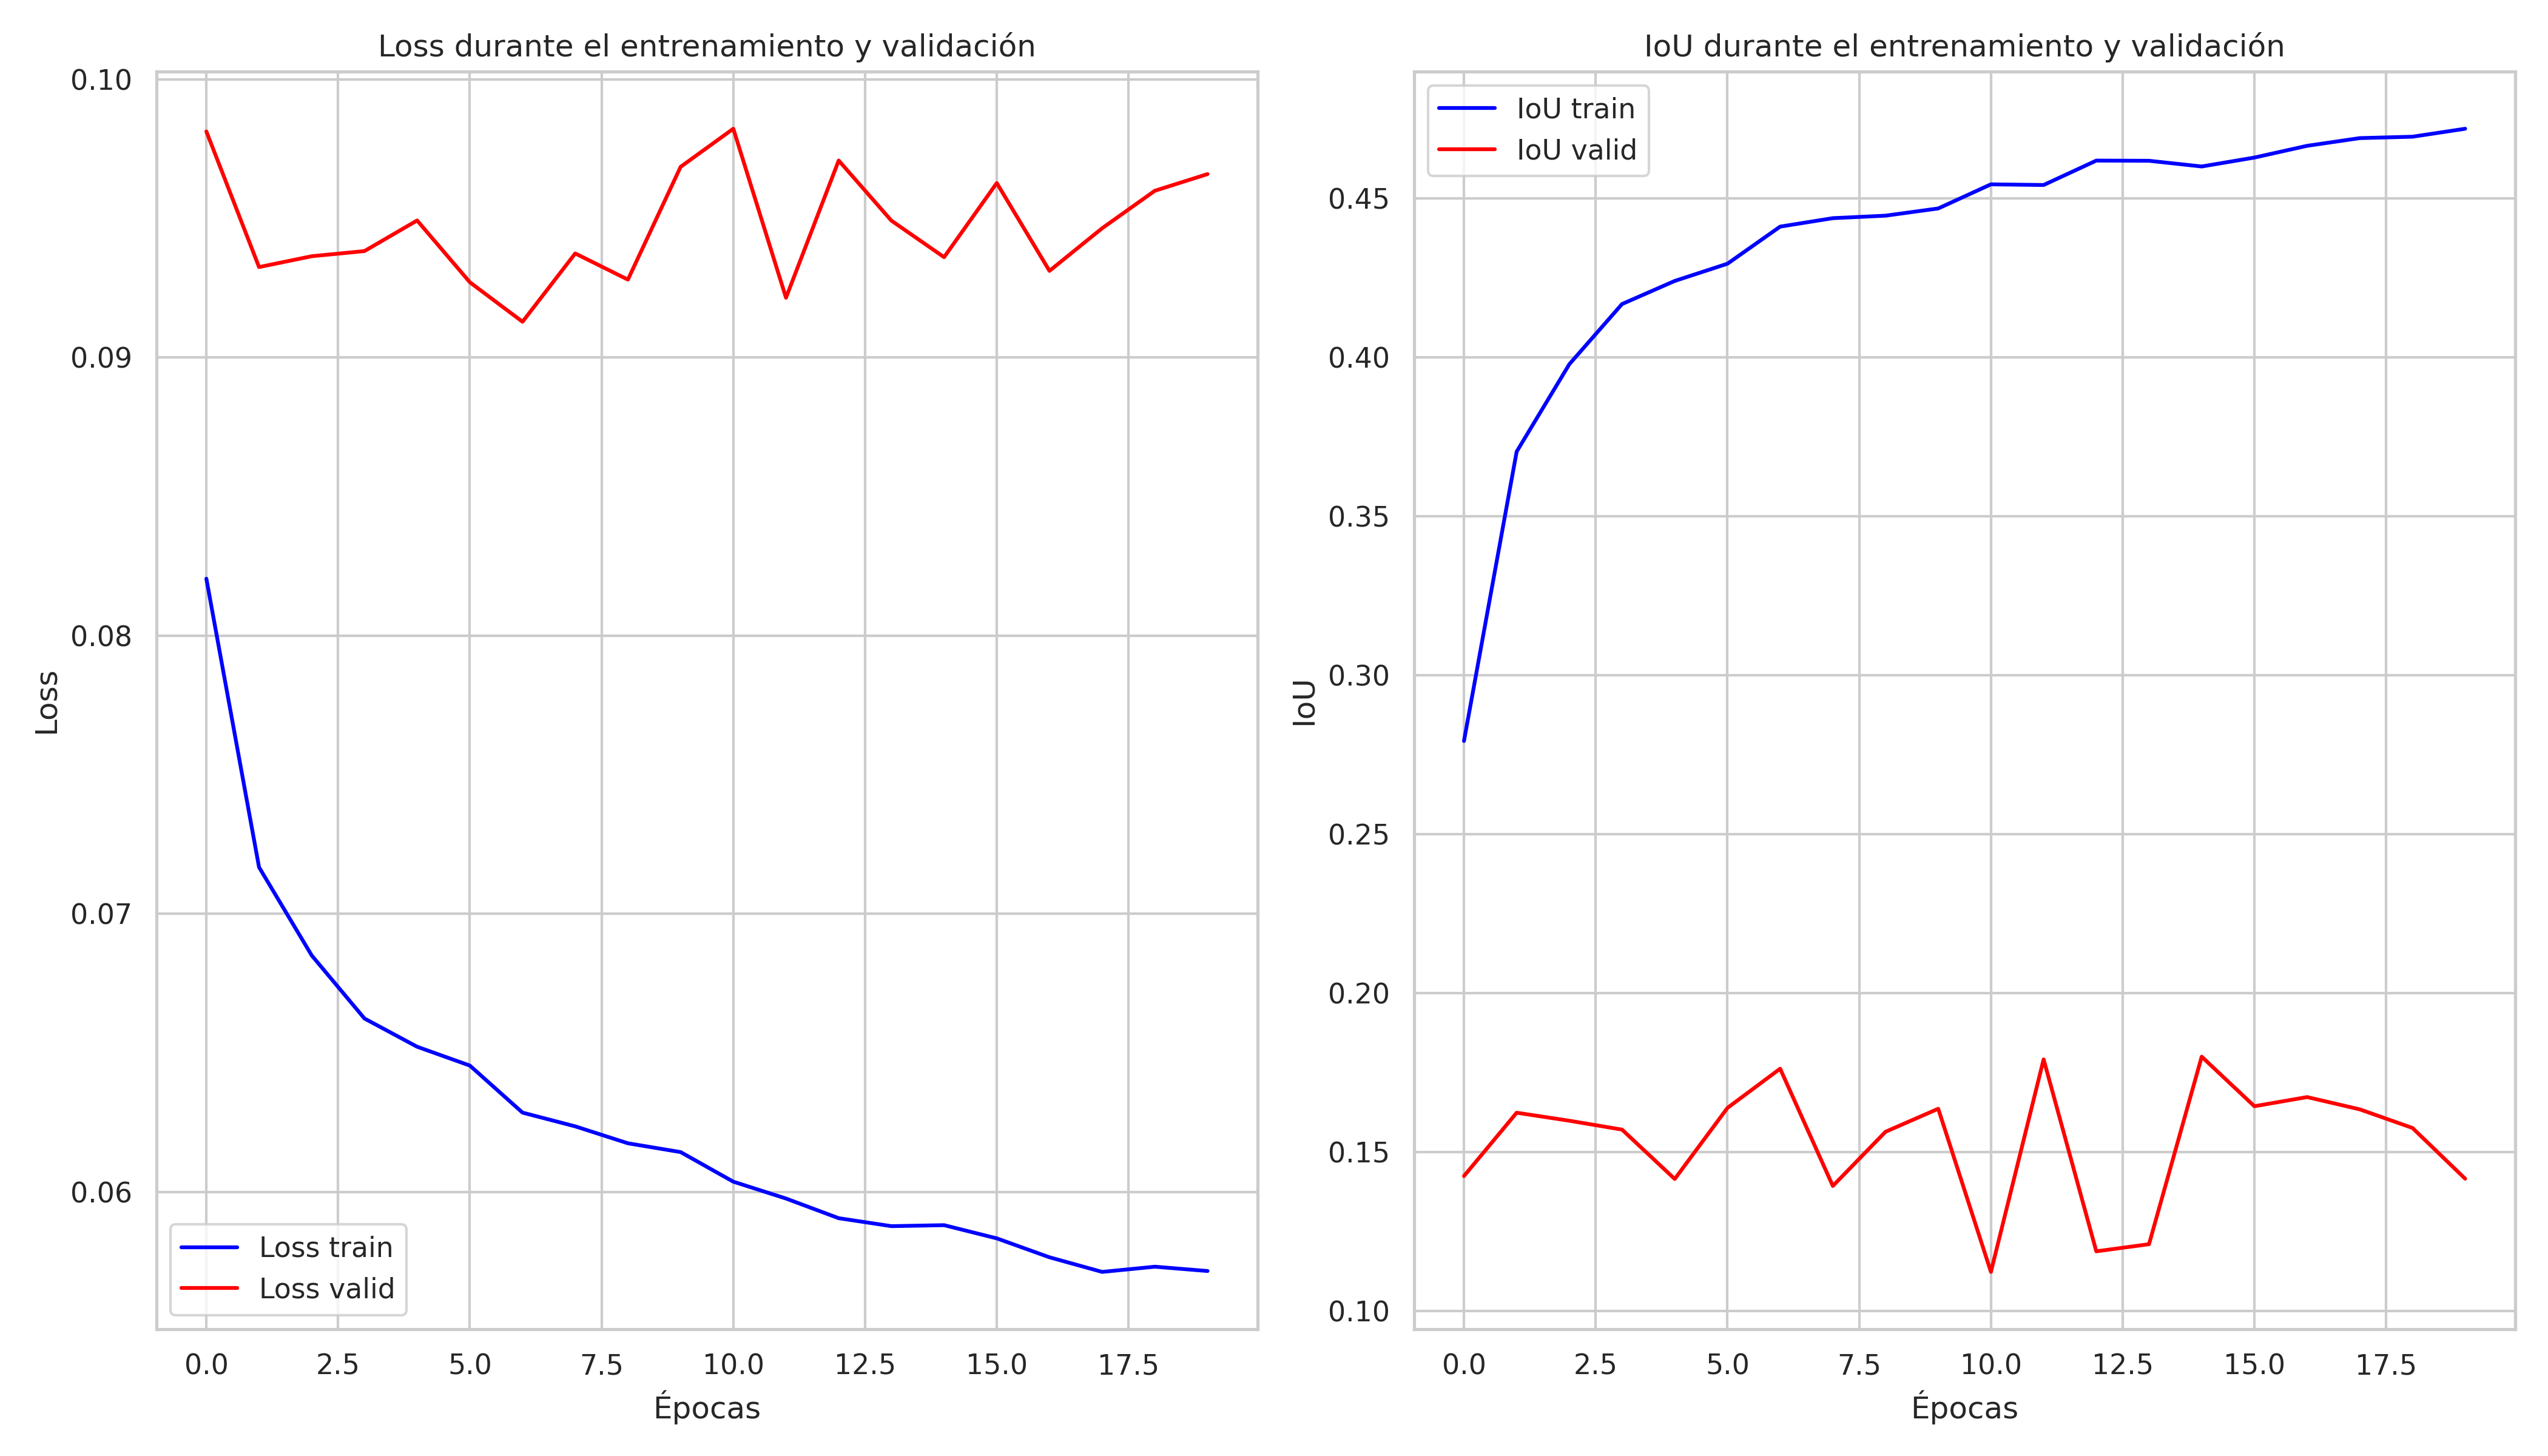 Loss durante el entrenamiento y validación
0.10
0.09
0.08
0.07
0.06
Loss
Loss train
Loss valid
0.0 2.5 5.0 7.5 10.0 12.5 15.0 17.5
Épocas
IoU durante el entrenamiento y validación
IoU train
IoU valid
0.45
0.40
0.35
0.30
0.25
0.20
0.15
0.10
IoU
0.0 2.5 5.0 7.5 10.0 12.5 15.0 17.5
Épocas